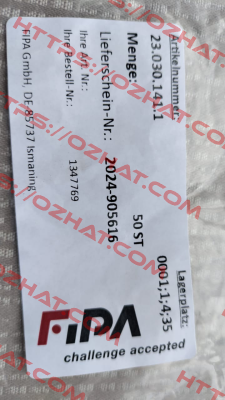 Artikelnummer:
23.030.141.1
Lagerplatz:
0001;1;4;35
Menge:
50 ST
Lieferschein-Nr.:
2024-905616
Ihre Art. Nr.:
Ihre Bestell-Nr.:
1347769
FIPA GmbH, DE-85737 Ismaning
FIPA
challenge accepted
HTTPS://OZHAT.COM